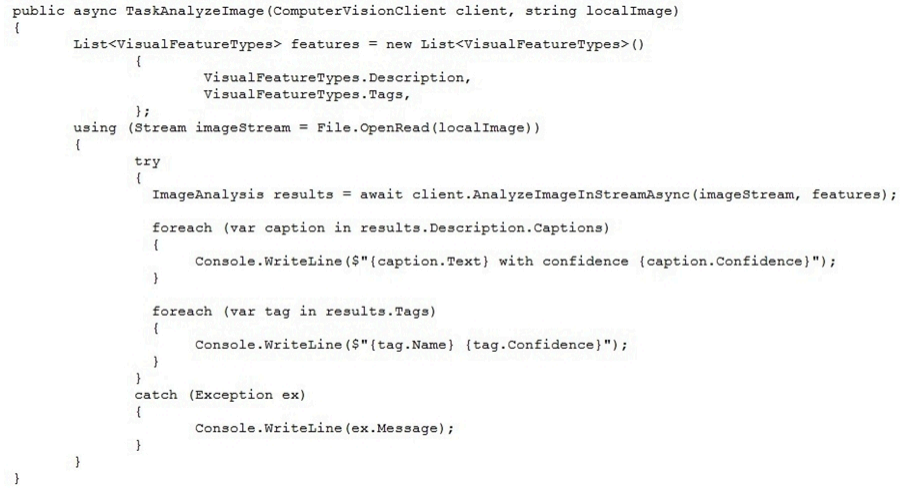 public async TaskAnalyzeImage(ComputerVisionClient client, string localImage)
{
List<VisualFeatureTypes> features = new List<VisualFeatureTypes>()
{
VisualFeatureTypes.Description,
VisualFeatureTypes.Tags,
};
using (Stream imageStream = File.OpenRead(localImage))
{
try
{
ImageAnalysis results = await client.AnalyzeImageInStreamAsync(imageStream, features);
foreach (var caption in results.Description.Captions)
{
Console.WriteLine($"{caption.Text} with confidence {caption.Confidence}");
}
foreach (var tag in results.Tags)
{
Console.WriteLine($"{tag.Name} {tag.Confidence}");
}
}
catch (Exception ex)
{
Console.WriteLine(ex.Message);
}
}
}